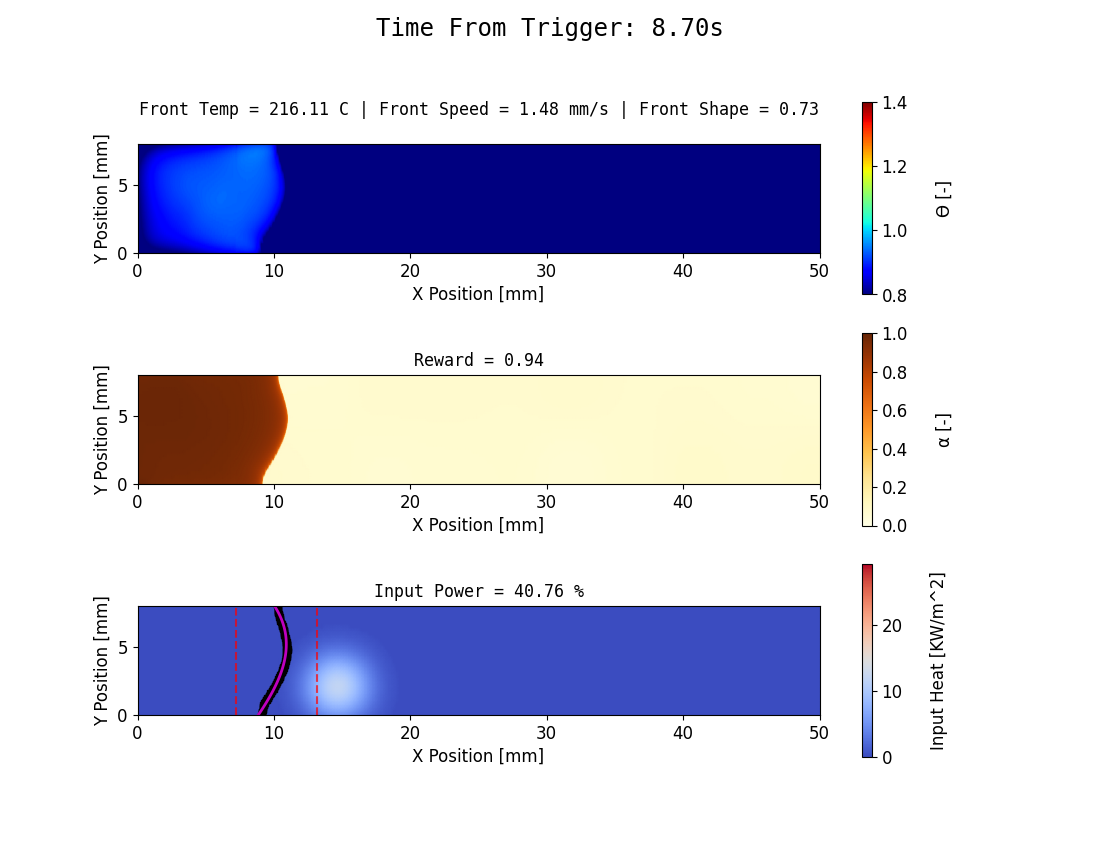 Time From Trigger: 8.70s
Front Temp = 216.11 C | Front Speed = 1.48 mm/s | Front Shape = 0.73
Y Position [mm]
5
0
0 10 20 30 40 50
X Position [mm]
1.4
1.2
1.0
0.8
Θ [-]
Reward = 0.94
Y Position [mm]
5
0
0 10 20 30 40 50
X Position [mm]
1.0
0.8
0.6
0.4
0.2
0.0
α [-]
Input Power = 40.76 %
Y Position [mm]
5
0
0 10 20 30 40 50
X Position [mm]
20
10
0
Input Heat [KW/m^2]